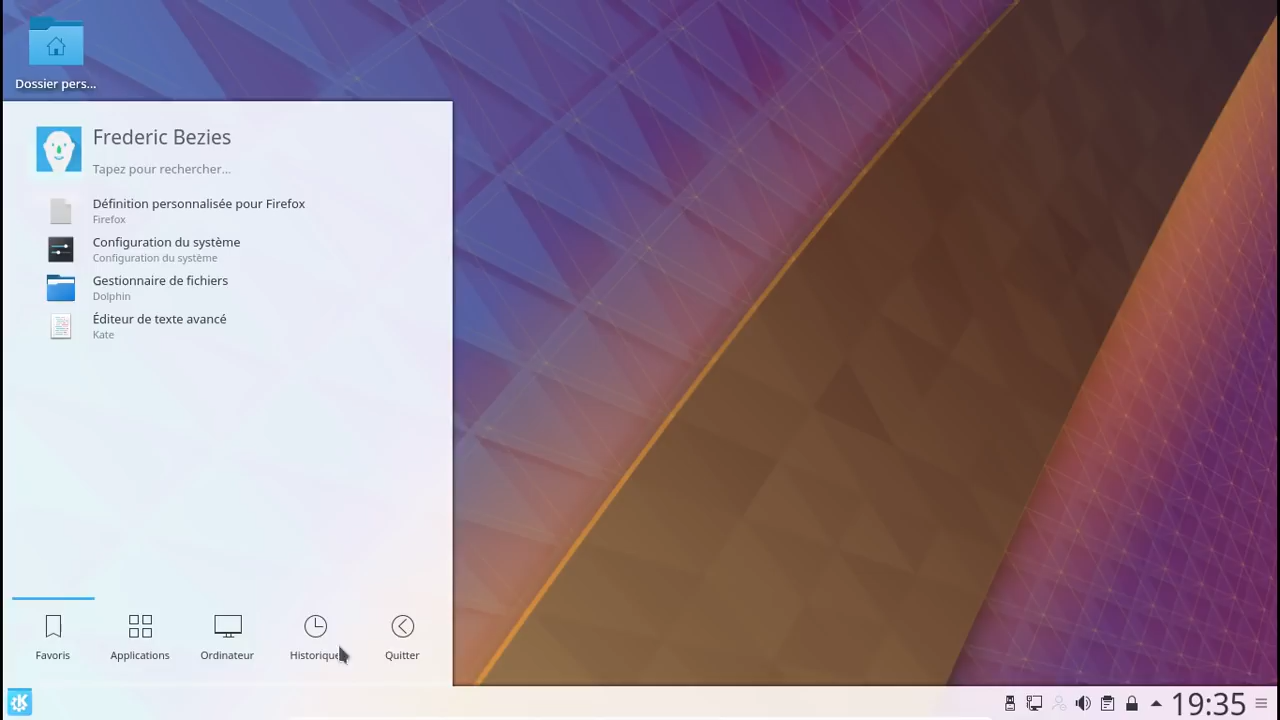 Dossier pers...
Frederic Bezies
Tapez pour rechercher...
Définition personnalisée pour Firefox
Firefox
Configuration du système
Configuration du système
Gestionnaire de fichiers
Dolphin
Éditeur de texte avancé
Kate
Favoris
Applications
Ordinateur
Historique
Quitter
19:35